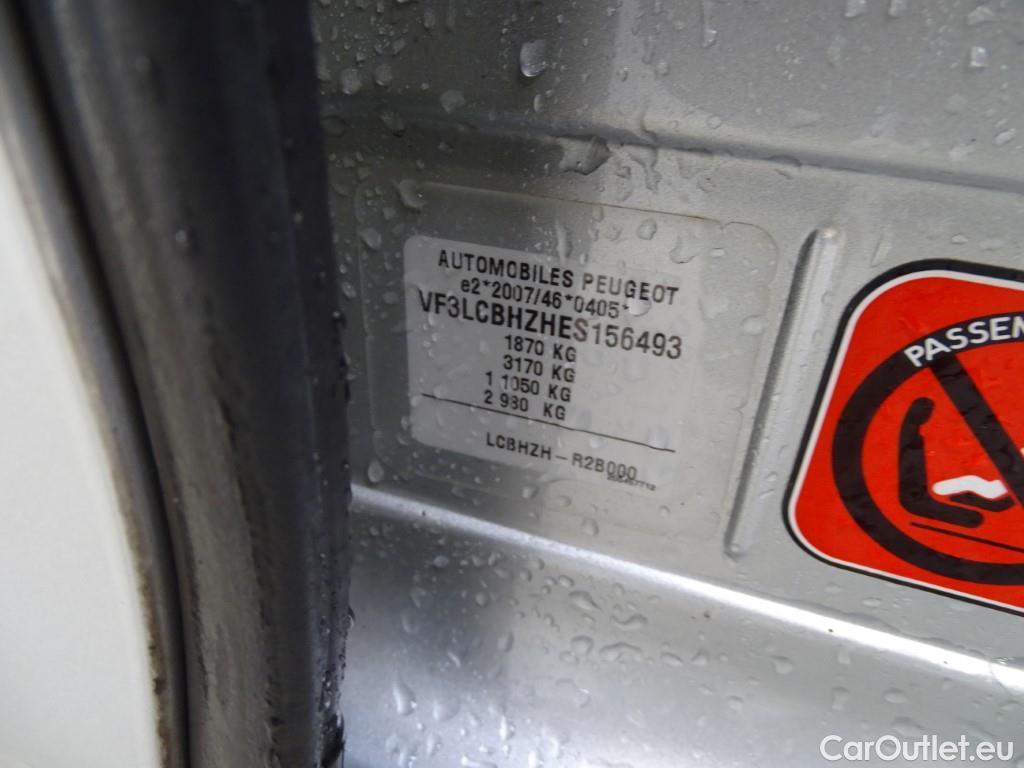 AUTOMOBILES PEUGEOT
e2*2007/46*0405*
VF3LCBHZHES156493
1870 KG
3170 KG
1 1050 KG
2 980 KG
LCBHZH-R2B000
PASSEN
CarOutlet.eu